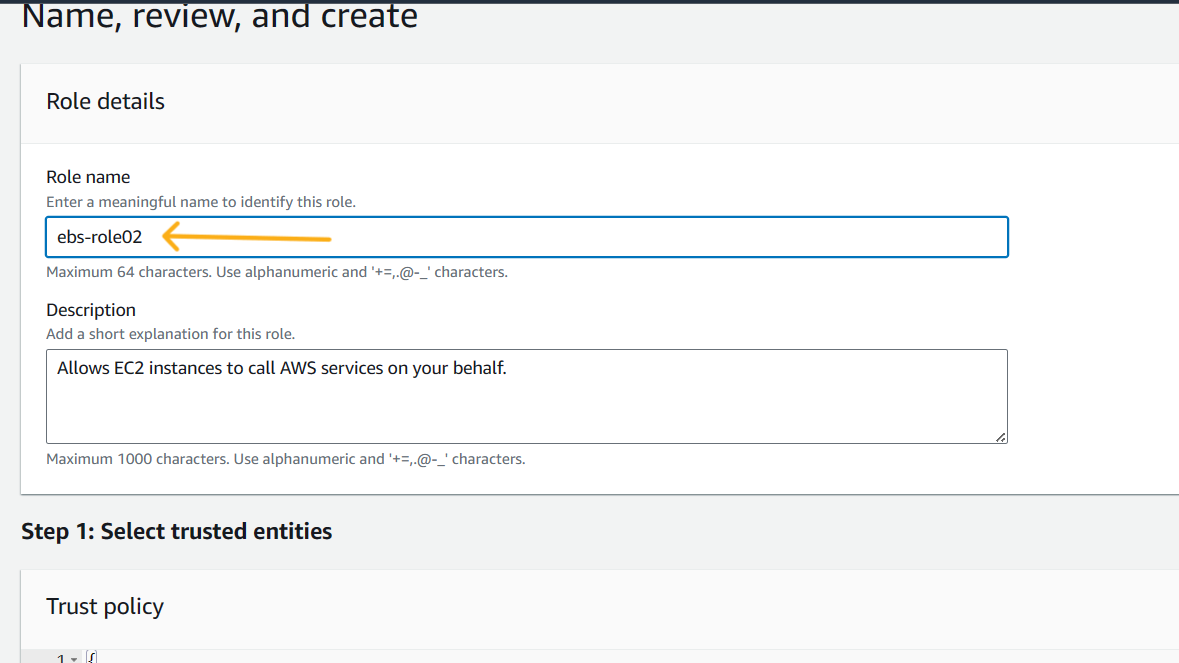 Name, review, and create
Role details
Role name
Enter a meaningful name to identify this role.
ebs-role02
Maximum 64 characters. Use alphanumeric and '+=,.@-_' characters.
Description
Add a short explanation for this role.
Allows EC2 instances to call AWS services on your behalf.
Maximum 1000 characters. Use alphanumeric and '+=,.@-_' characters.
Step 1: Select trusted entities
Trust policy
1 {